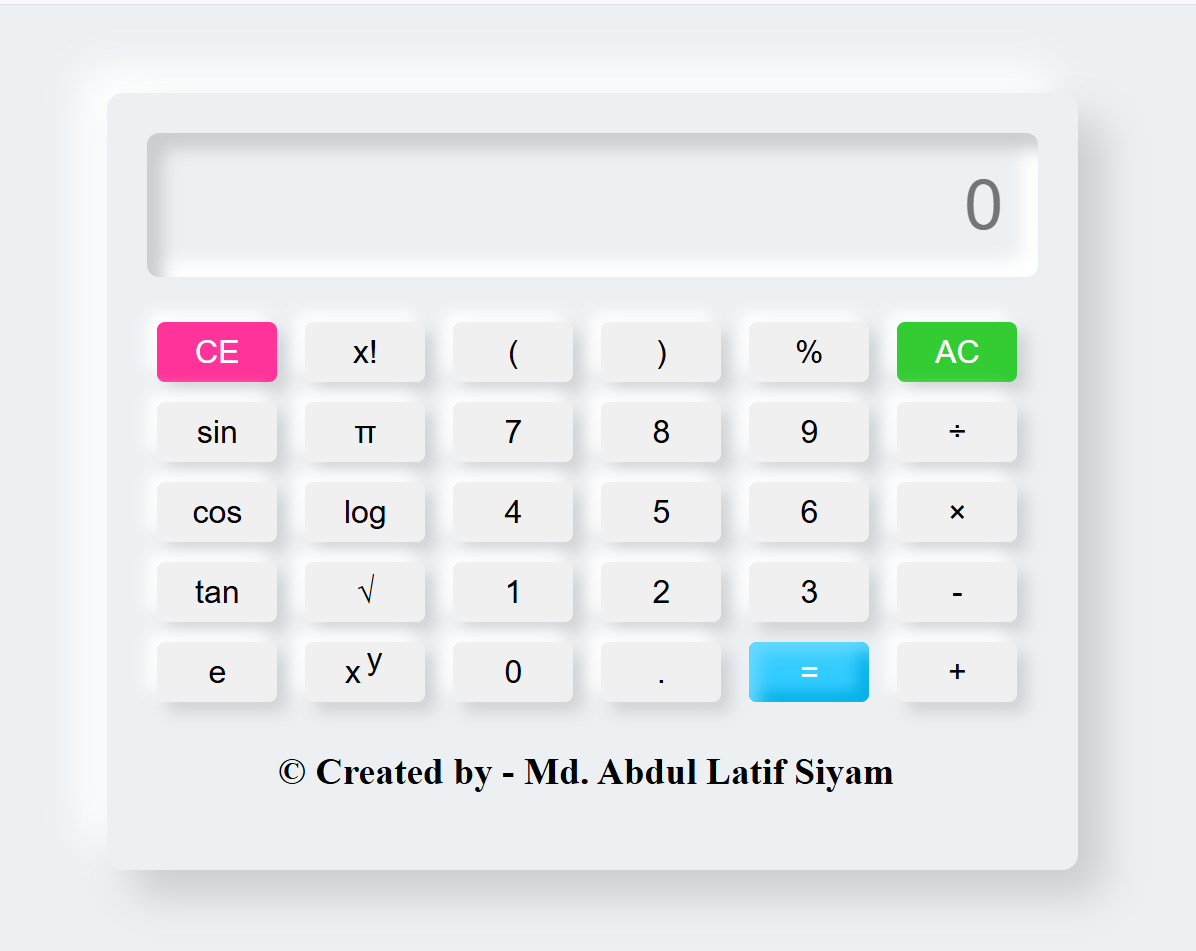 0
CE x! ( ) % AC
sin π 7 8 9 ÷
cos log 4 5 6 ×
tan √ 1 2 3 -
e x y 0 . = +
© Created by - Md. Abdul Latif Siyam